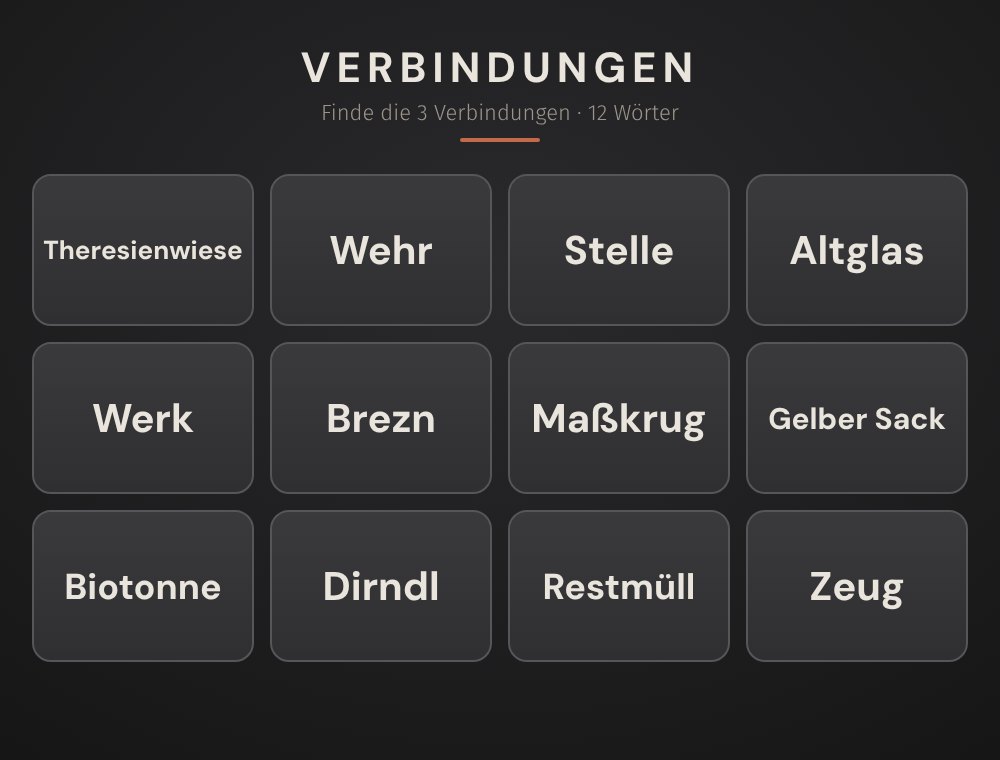 VERBINDUNGEN
Finde die 3 Verbindungen · 12 Wörter
Theresienwiese
Wehr
Stelle
Altglas
Werk
Brezn
Maßkrug
Gelber Sack
Biotonne
Dirndl
Restmüll
Zeug